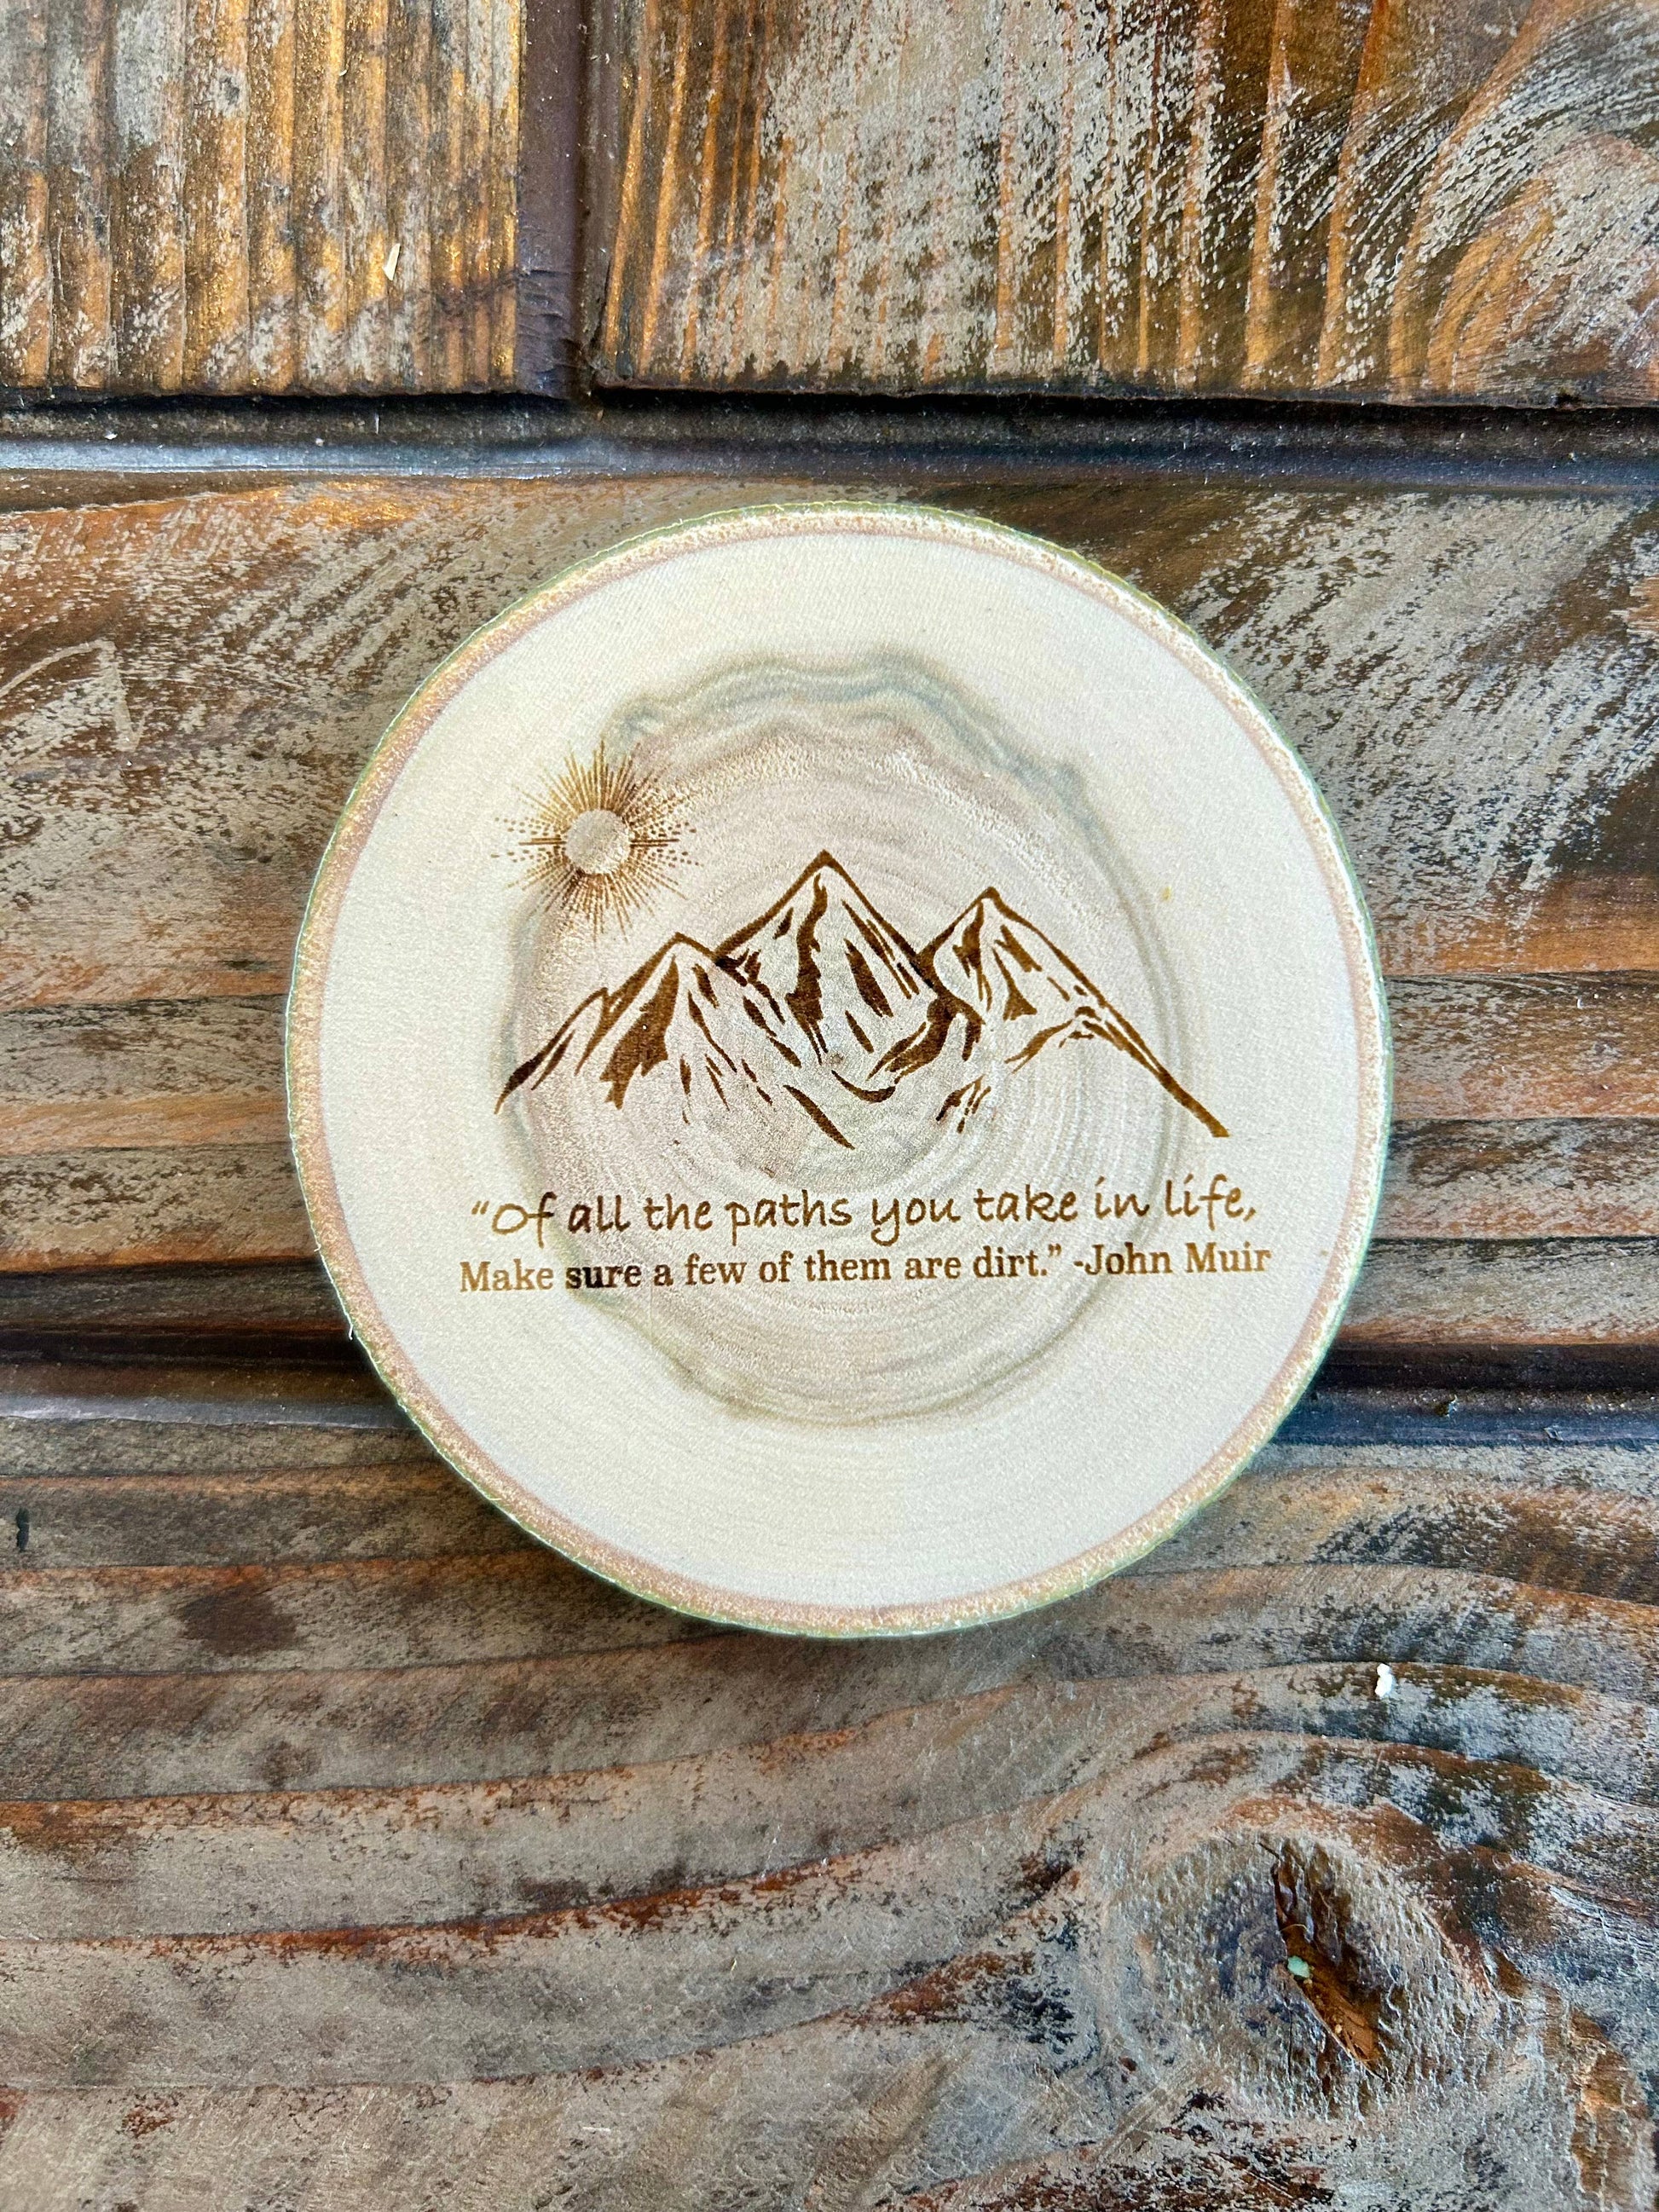 “Of all the paths you take in life,
Make sure a few of them are dirt.” -John Muir